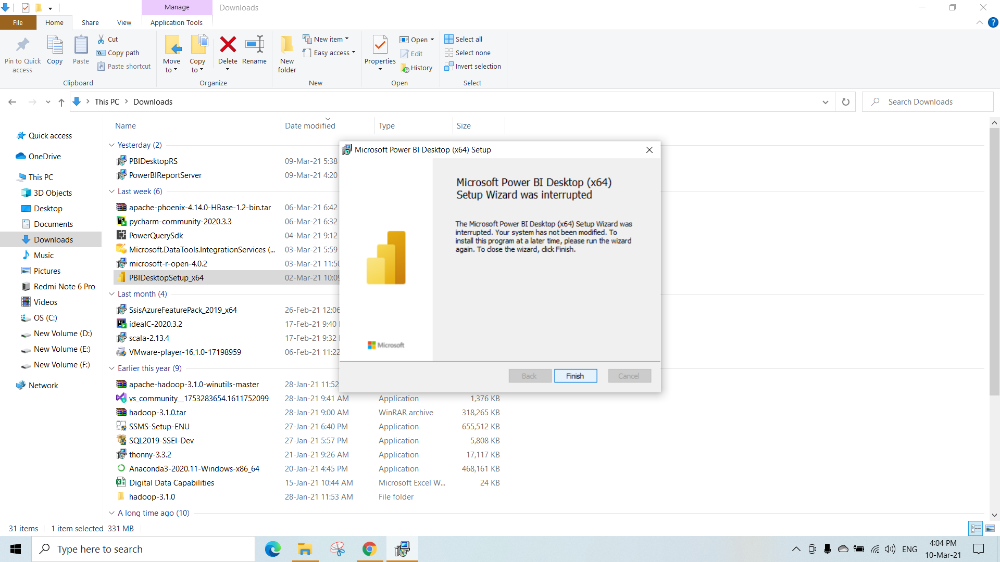 Manage
Downloads
File
Home
Share
View
Application Tools
Pin to Quick access
Copy
Paste
Cut
Copy path
Paste shortcut
Clipboard
Move to
Copy to
Delete
Rename
Organize
New folder
New item
Easy access
New
Properties
Open
Edit
History
Open
Select all
Select none
Invert selection
Select
This PC
Downloads
Search Downloads
Name
Date modified
Type
Size
Quick access
OneDrive
This PC
3D Objects
Desktop
Documents
Downloads
Music
Pictures
Redmi Note 6 Pro
Videos
OS (C:)
New Volume (D:)
New Volume (E:)
New Volume (F:)
Network
Yesterday (2)
PBIDesktopRS 09-Mar-21 5:38
PowerBIReportServer 09-Mar-21 4:20
Last week (6)
apache-phoenix-4.14.0-HBase-1.2-bin.tar 06-Mar-21 6:42
pycharm-community-2020.3.3 06-Mar-21 6:32
PowerQuerySdk 04-Mar-21 9:12
Microsoft.DataTools.IntegrationServices (... 03-Mar-21 5:59
microsoft-r-open-4.0.2 03-Mar-21 11:50
PBIDesktopSetup_x64 02-Mar-21 10:09
Last month (4)
SsisAzureFeaturePack_2019_x64 26-Feb-21 12:06
ideaIC-2020.3.2 17-Feb-21 9:40
scala-2.13.4 17-Feb-21 9:32
VMware-player-16.1.0-17198959 06-Feb-21 11:22
Earlier this year (9)
apache-hadoop-3.1.0-winutils-master 28-Jan-21 11:52
vs_community__1753283654.1611752099 28-Jan-21 9:41 AM Application 1,376 KB
hadoop-3.1.0.tar 28-Jan-21 9:00 AM WinRAR archive 318,265 KB
SSMS-Setup-ENU 27-Jan-21 6:40 PM Application 655,512 KB
SQL2019-SSEI-Dev 27-Jan-21 5:57 PM Application 5,808 KB
thonny-3.3.2 21-Jan-21 9:26 AM Application 17,117 KB
Anaconda3-2020.11-Windows-x86_64 20-Jan-21 4:45 PM Application 468,161 KB
Digital Data Capabilities 15-Jan-21 10:44 AM Microsoft Excel W... 24 KB
hadoop-3.1.0 28-Jan-21 11:53 AM File folder
A long time ago (10)
Microsoft Power BI Desktop (x64) Setup
Microsoft Power BI Desktop (x64)
Setup Wizard was interrupted
The Microsoft Power BI Desktop (x64) Setup Wizard was
interrupted. Your system has not been modified. To
install this program at a later time, please run the wizard
again. To close the wizard, click Finish.
Microsoft
Back
Finish
Cancel
31 items 1 item selected 331 MB
Type here to search
ENG
4:04 PM
10-Mar-21